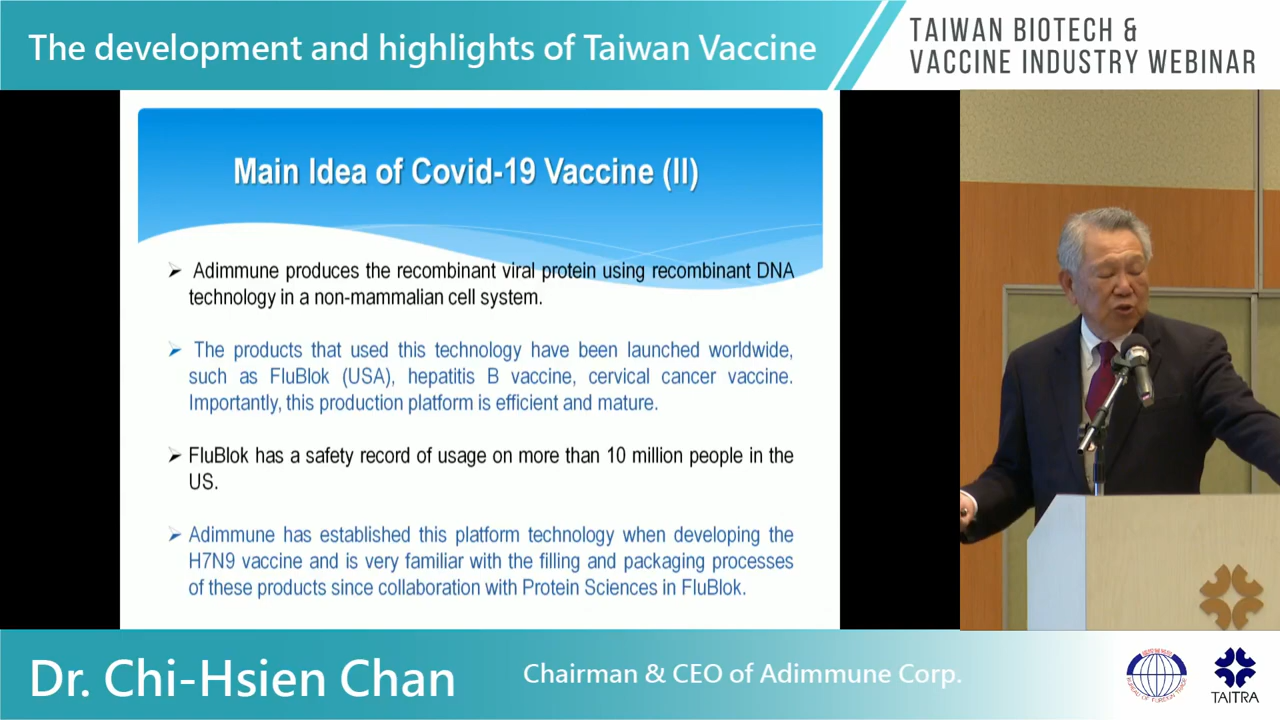 The development and highlights of Taiwan Vaccine
TAIWAN BIOTECH &
VACCINE INDUSTRY WEBINAR
Main Idea of Covid-19 Vaccine (II)
➢ Adimmune produces the recombinant viral protein using recombinant DNA
technology in a non-mammalian cell system.
➢ The products that used this technology have been launched worldwide,
such as FluBlok (USA), hepatitis B vaccine, cervical cancer vaccine.
Importantly, this production platform is efficient and mature.
➢ FluBlok has a safety record of usage on more than 10 million people in the
US.
➢ Adimmune has established this platform technology when developing the
H7N9 vaccine and is very familiar with the filling and packaging processes
of these products since collaboration with Protein Sciences in FluBlok.
Dr. Chi-Hsien Chan
Chairman & CEO of Adimmune Corp.
BUREAU OF FOREIGN TRADE
TAITRA